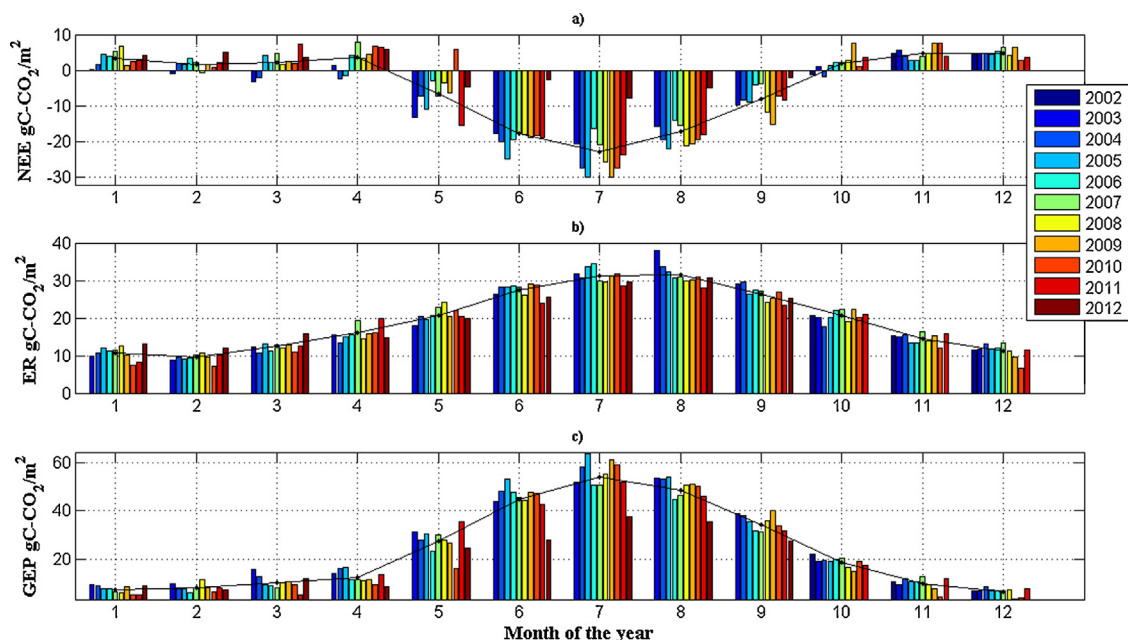 a)
NEE gC-CO₂/m²
10
0
-10
-20
-30
1 2 3 4 5 6 7 8 9 10 11 12
b)
ER gC-CO₂/m²
40
30
20
10
0
1 2 3 4 5 6 7 8 9 10 11 12
c)
GEP gC-CO₂/m²
60
40
20
1 2 3 4 5 6 7 8 9 10 11 12
Month of the year
2002
2003
2004
2005
2006
2007
2008
2009
2010
2011
2012